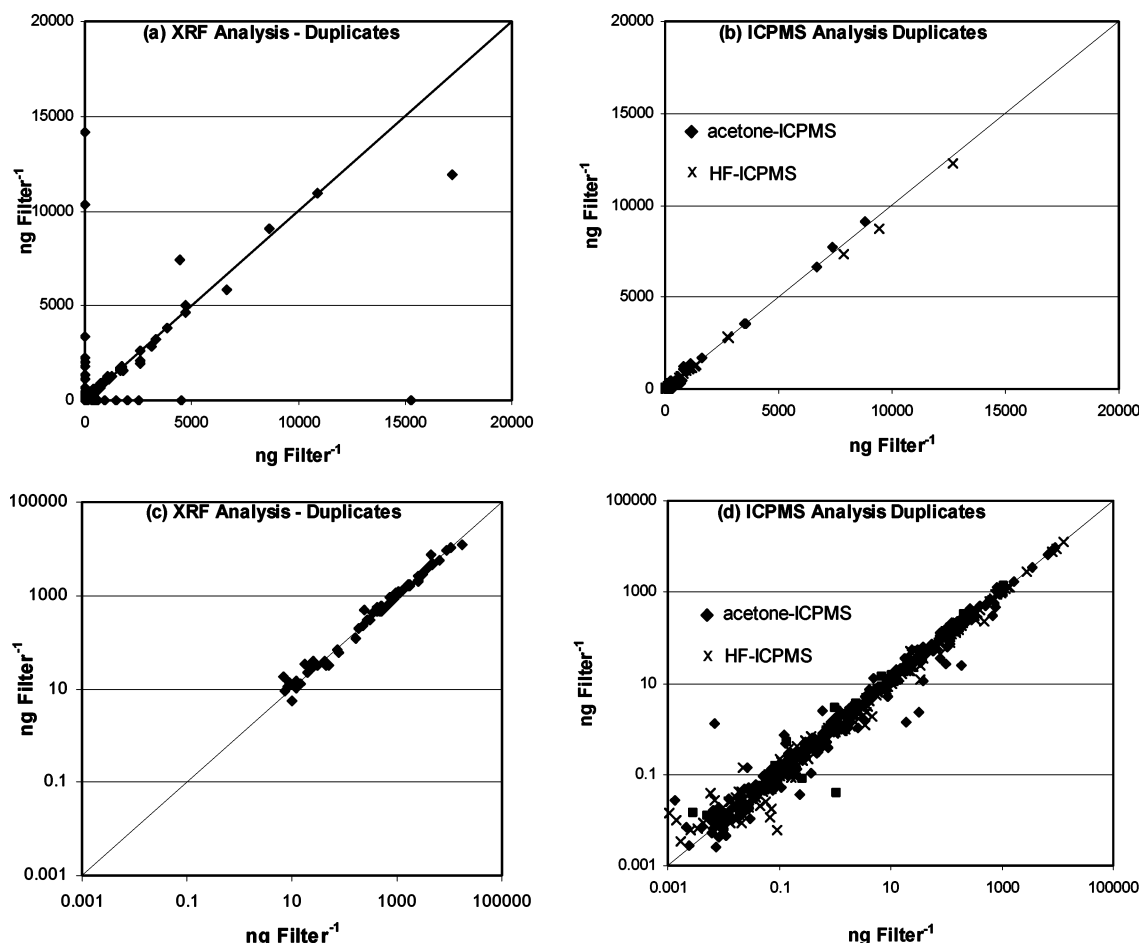 (a) XRF Analysis - Duplicates
20000
15000
10000
5000
0
ng Filter-1
0 5000 10000 15000 20000
ng Filter-1
(b) ICPMS Analysis Duplicates
20000
15000
10000
5000
0
ng Filter-1
acetone-ICPMS
HF-ICPMS
0 5000 10000 15000 20000
ng Filter-1
(c) XRF Analysis - Duplicates
100000
1000
10
0.1
0.001
ng Filter-1
0.001 0.1 10 1000 100000
ng Filter-1
(d) ICPMS Analysis Duplicates
100000
1000
10
0.1
0.001
ng Filter-1
acetone-ICPMS
HF-ICPMS
0.001 0.1 10 1000 100000
ng Filter-1